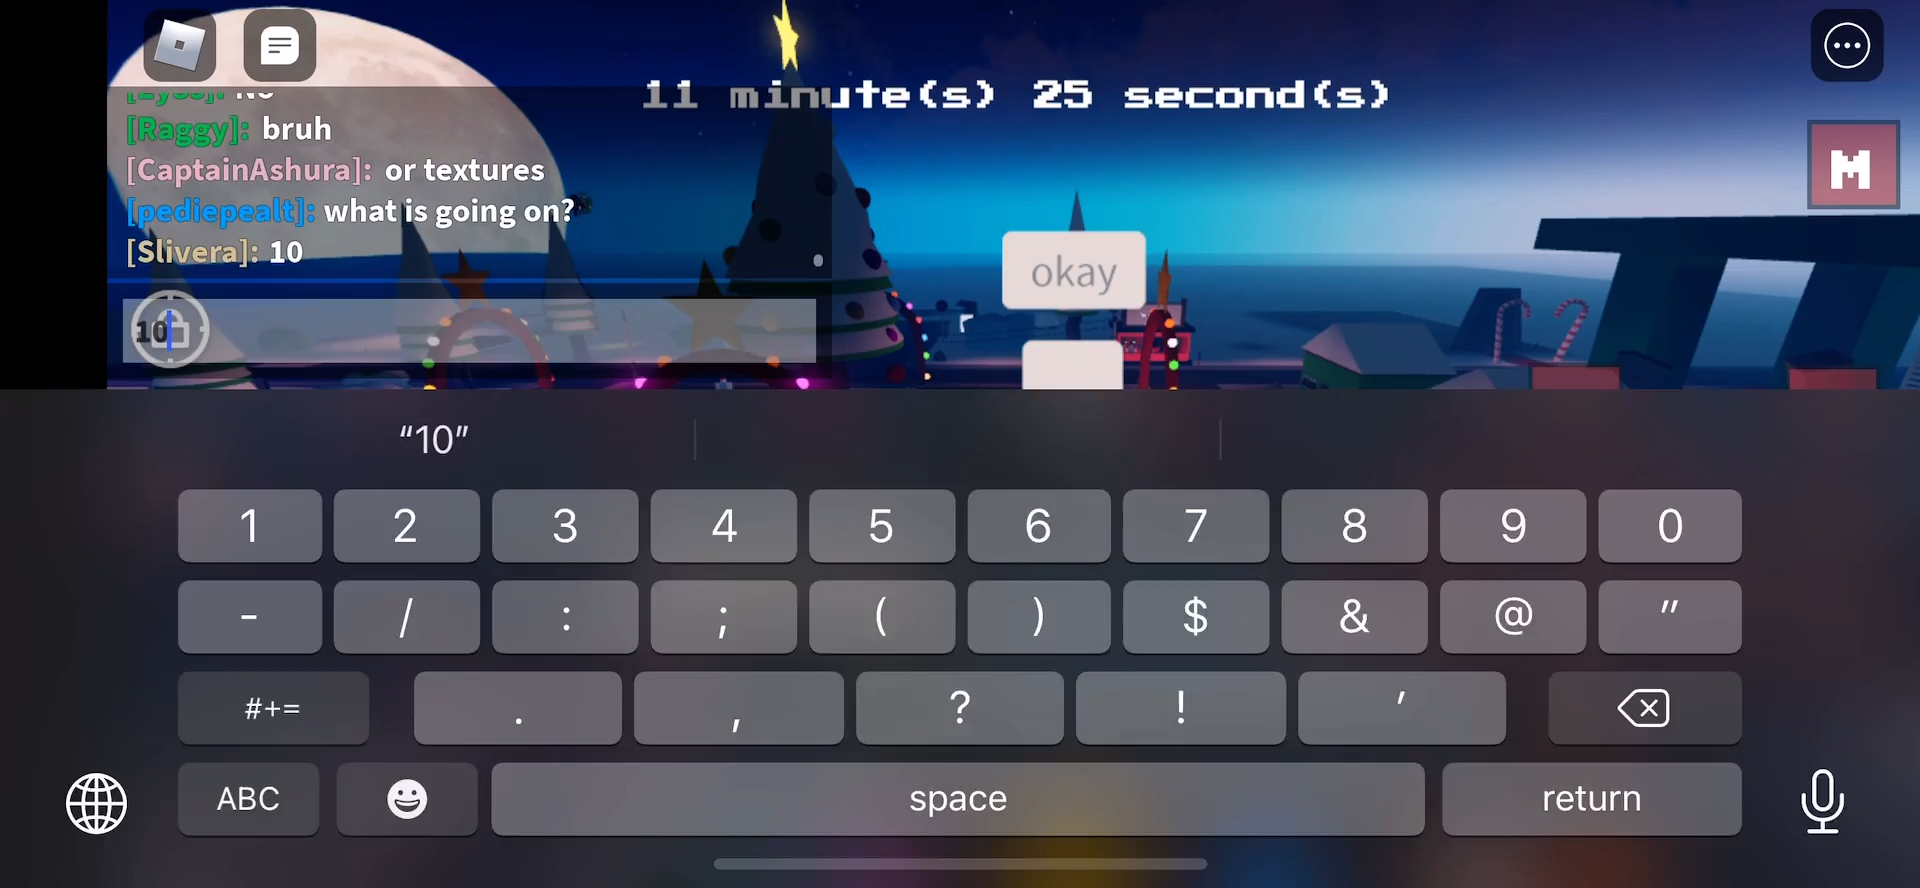 11 minute(s) 25 second(s)
[Raggy]: bruh
[CaptainAshura]: or textures
[pediepealt]: what is going on?
[Slivera]: 10
M
okay
10
“10”
1 2 3 4 5 6 7 8 9 0
- / : ; ( ) $ & @ "
#+= . , ? ! '
ABC space return